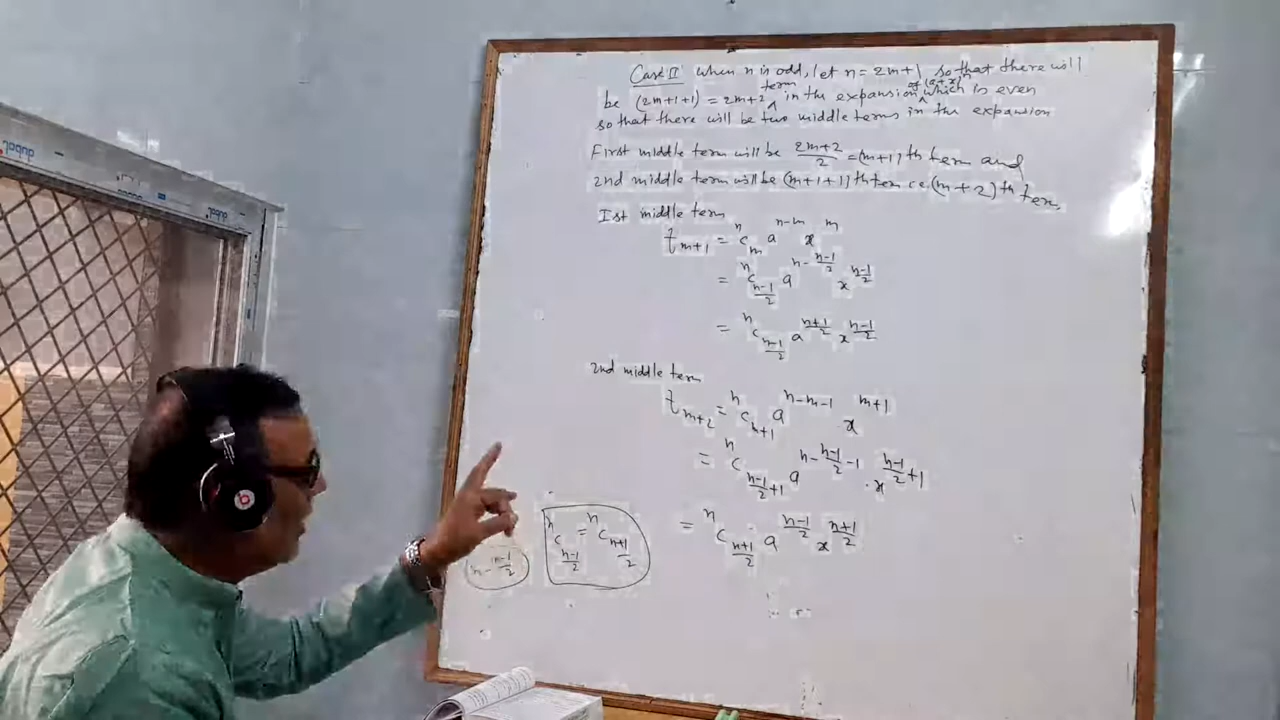 Case II when n is odd, let n = 2m+1, so that there will
be (2m+1+1) = 2m+2 term in the expansion of (a+x)^n which is even
so that there will be two middle terms in the expansion
First middle term will be (2m+2)/2 = (m+1)th term and
2nd middle term will be (m+1+1)th term i.e. (m+2)th term,
Ist middle term
t_{m+1} = ^nC_m a^{n-m} x^m
= ^nC_{(n-1)/2} a^{n-(n-1)/2} x^{(n-1)/2}
= ^nC_{(n-1)/2} a^{(n+1)/2} x^{(n-1)/2}
2nd middle term
t_{m+2} = ^nC_{m+1} a^{n-m-1} x^{m+1}
= ^nC_{(n-1)/2+1} a^{n-(n-1)/2-1} . x^{(n-1)/2+1}
= ^nC_{(n+1)/2} a^{(n-1)/2} x^{(n+1)/2}
^nC_{(n-1)/2} = ^nC_{(n+1)/2}
n-(n-1)/2